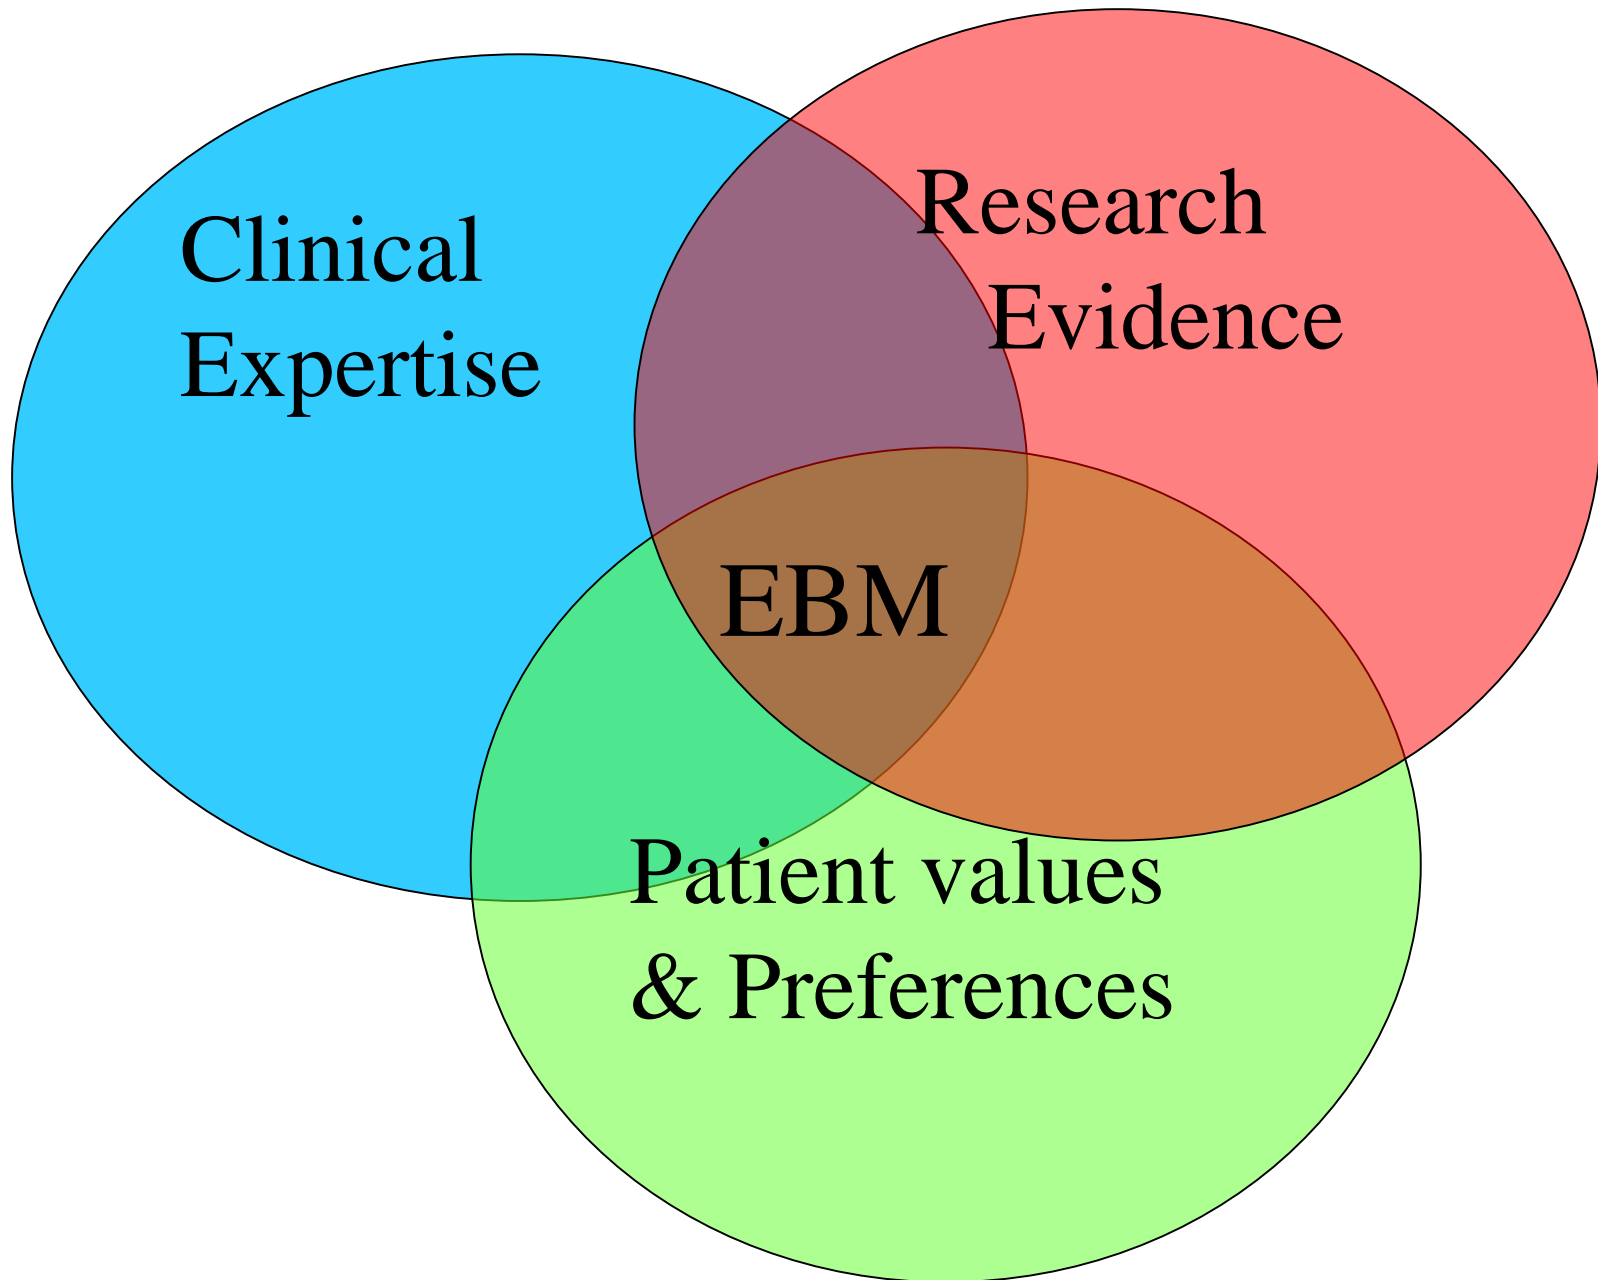 Clinical
Expertise
Research
Evidence
EBM
Patient values
& Preferences